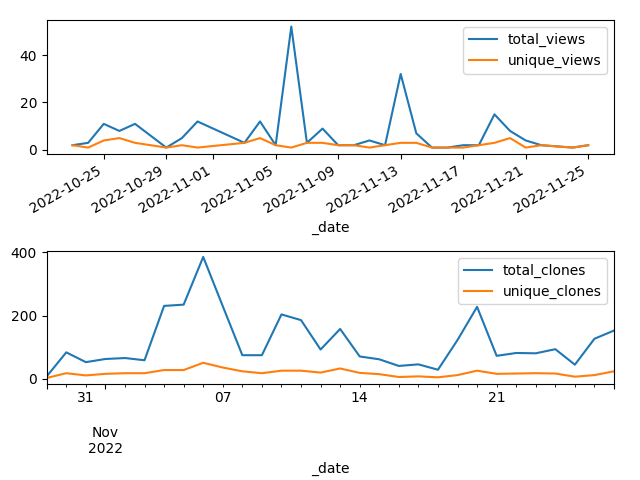 total_views
unique_views
40
20
0
2022-10-25
2022-10-29
2022-11-01
2022-11-05
2022-11-09
2022-11-13
2022-11-17
2022-11-21
2022-11-25
_date
total_clones
unique_clones
400
200
0
31
07
14
21
Nov
2022
_date